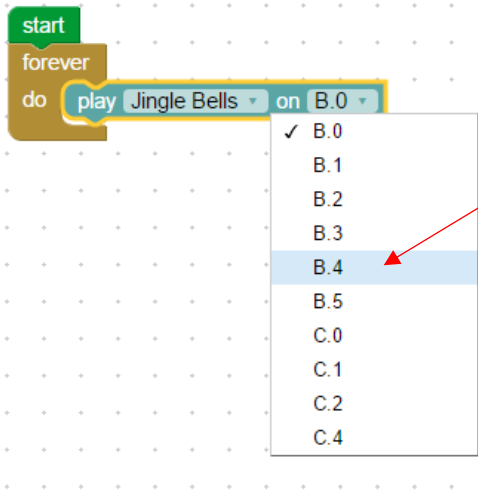 start
forever
do play Jingle Bells on B.0
✓ B.0
B.1
B.2
B.3
B.4
B.5
C.0
C.1
C.2
C.4